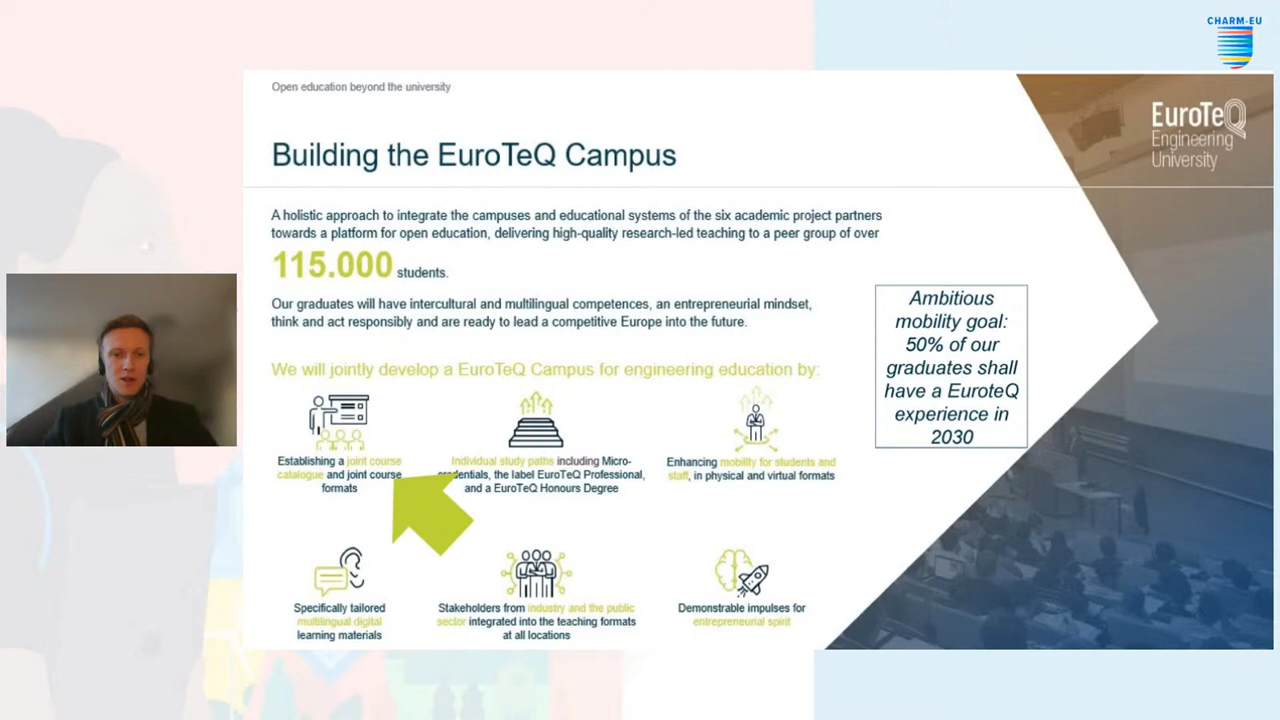 CHARM-EU
Open education beyond the university
EuroTeQ
Engineering
University
Building the EuroTeQ Campus
A holistic approach to integrate the campuses and educational systems of the six academic project partners
towards a platform for open education, delivering high-quality research-led teaching to a peer group of over
115.000 students.
Our graduates will have intercultural and multilingual competences, an entrepreneurial mindset,
think and act responsibly and are ready to lead a competitive Europe into the future.
Ambitious
mobility goal:
50% of our
graduates shall
have a EuroteQ
experience in
2030
We will jointly develop a EuroTeQ Campus for engineering education by:
Establishing a joint course
catalogue and joint course
formats
Individual study paths including Micro-
credentials, the label EuroTeQ Professional,
and a EuroTeQ Honours Degree
Enhancing mobility for students and
staff, in physical and virtual formats
Specifically tailored
multilingual digital
learning materials
Stakeholders from industry and the public
sector integrated into the teaching formats
at all locations
Demonstrable impulses for
entrepreneurial spirit